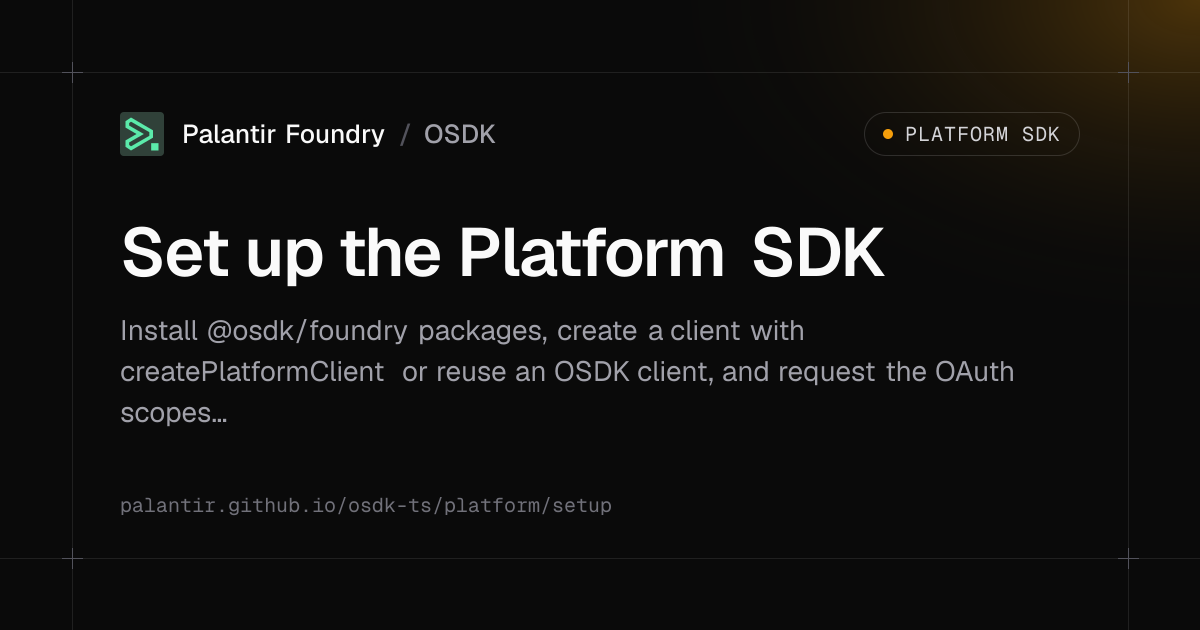 Palantir Foundry / OSDK
PLATFORM SDK
Set up the Platform SDK
Install @osdk/foundry packages, create a client with
createPlatformClient or reuse an OSDK client, and request the OAuth
scopes…
palantir.github.io/osdk-ts/platform/setup